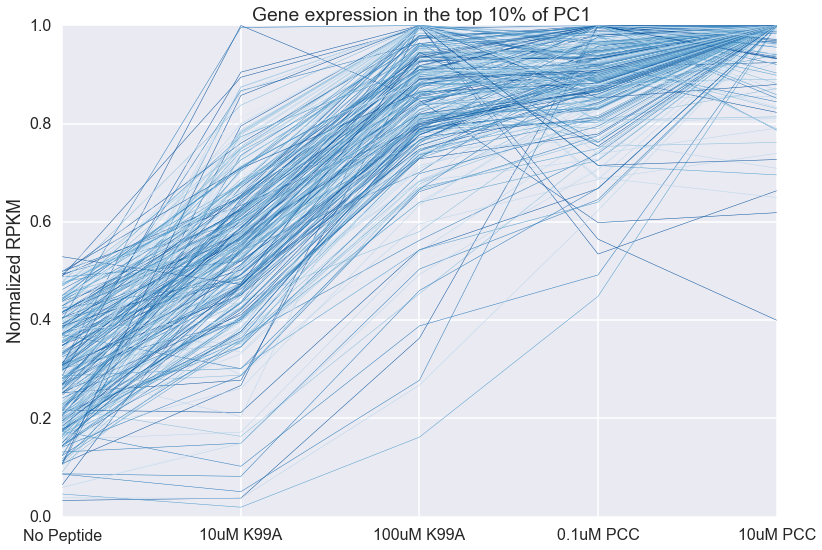 Gene expression in the top 10% of PC1
1.0
0.8
0.6
0.4
0.2
0.0
Normalized RPKM
No Peptide
10uM K99A
100uM K99A
0.1uM PCC
10uM PCC